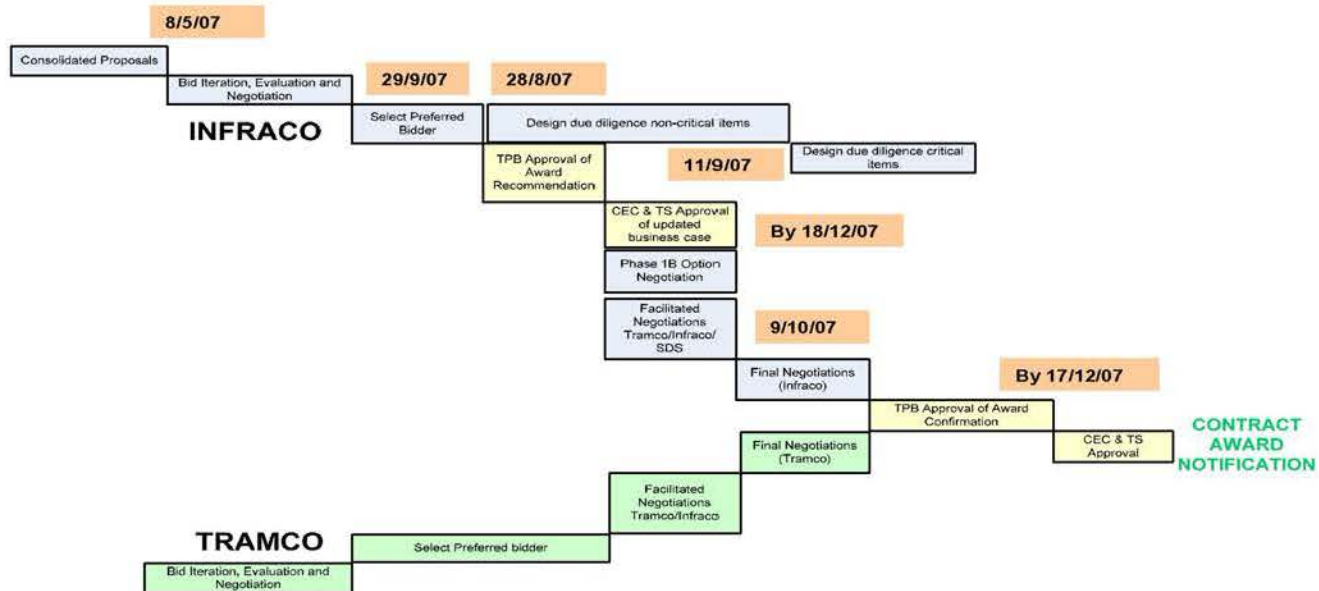 8/5/07
Consolidated Proposals
Bid Iteration, Evaluation and
Negotiation
29/9/07
28/8/07
INFRACO
Select Preferred
Bidder
Design due diligence non-critical items
TPB Approval of
Award
Recommendation
11/9/07
Design due diligence critical
items
CEC & TS Approval
of updated
business case
By 18/12/07
Phase 1B Option
Negotiation
Facilitated
Negotiations
Tramco/Infraco/
SDS
9/10/07
Final Negotiations
(Infraco)
By 17/12/07
TPB Approval of Award
Confirmation
CEC & TS
Approval
CONTRACT
AWARD
NOTIFICATION
Final Negotiations
(Tramco)
Facilitated
Negotiations
Tramco/Infraco
TRAMCO
Select Preferred bidder
Bid Iteration, Evaluation and
Negotiation